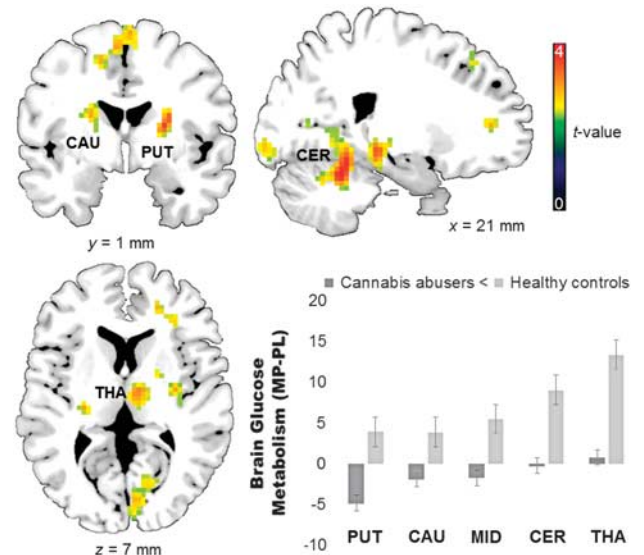 CAU
PUT
y = 1 mm
CER
x = 21 mm
4
t-value
0
THA
z = 7 mm
Cannabis abusers < Healthy controls
Brain Glucose
Metabolism (MP-PL)
20
15
10
5
0
-5
-10
PUT CAU MID CER THA